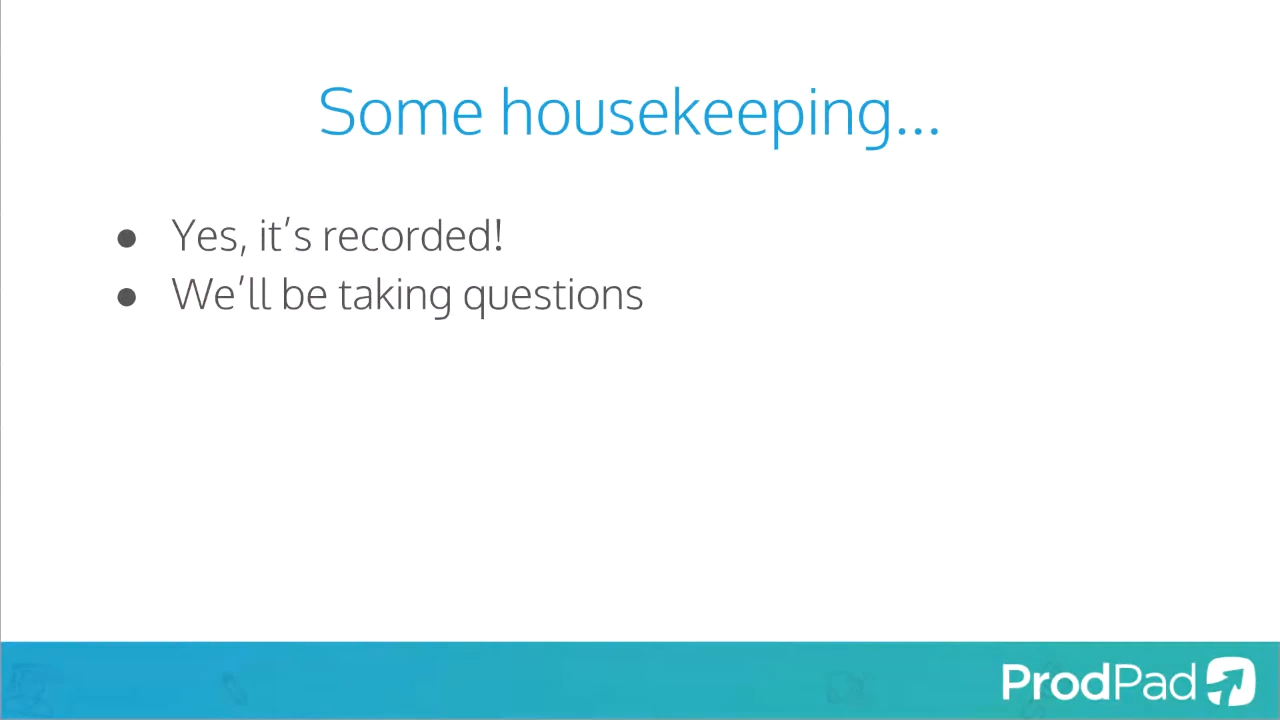 Some housekeeping...
● Yes, it's recorded!
● We'll be taking questions
ProdPad